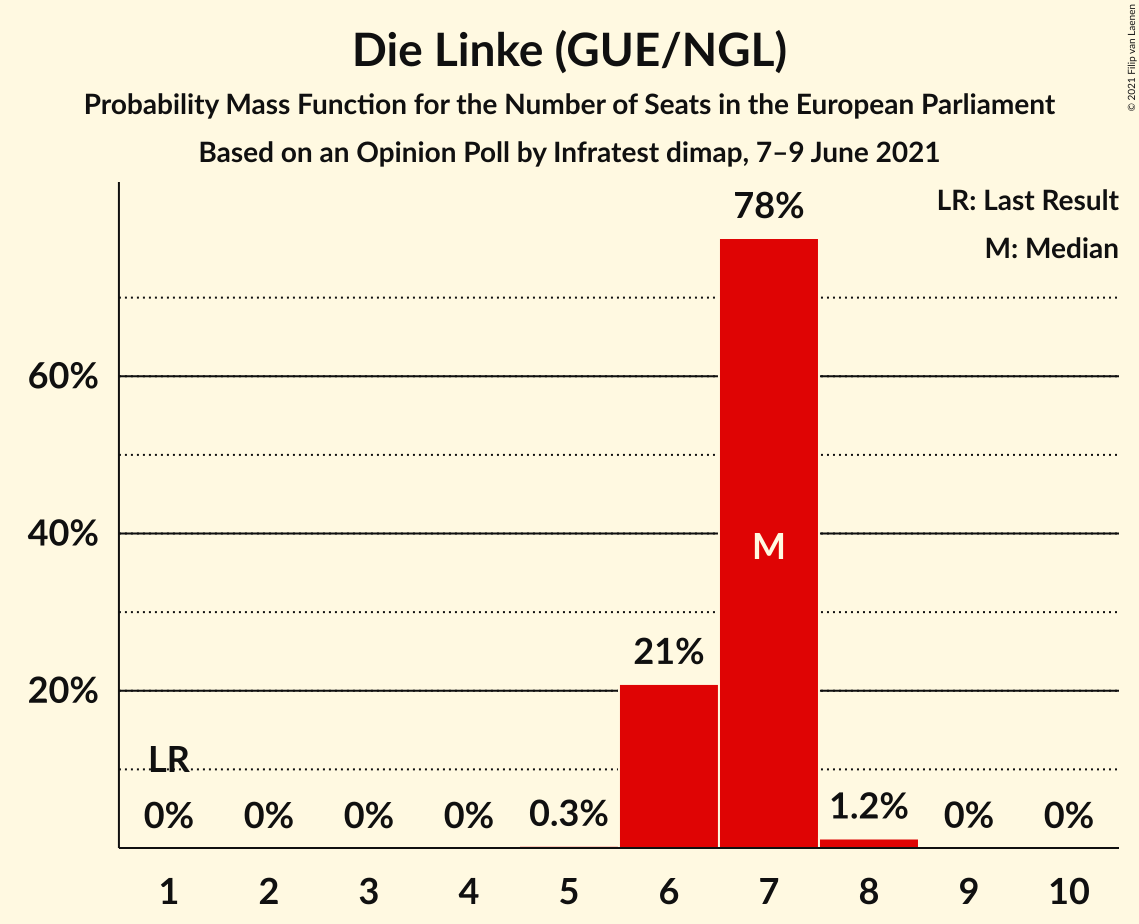 Die Linke (GUE/NGL)
Probability Mass Function for the Number of Seats in the European Parliament
Based on an Opinion Poll by Infratest dimap, 7–9 June 2021
© 2021 Filip van Laenen
LR: Last Result
M: Median
78%
60%
40%
M
21%
20%
LR
0% 0% 0% 0% 0.3% 1.2% 0% 0%
1 2 3 4 5 6 7 8 9 10